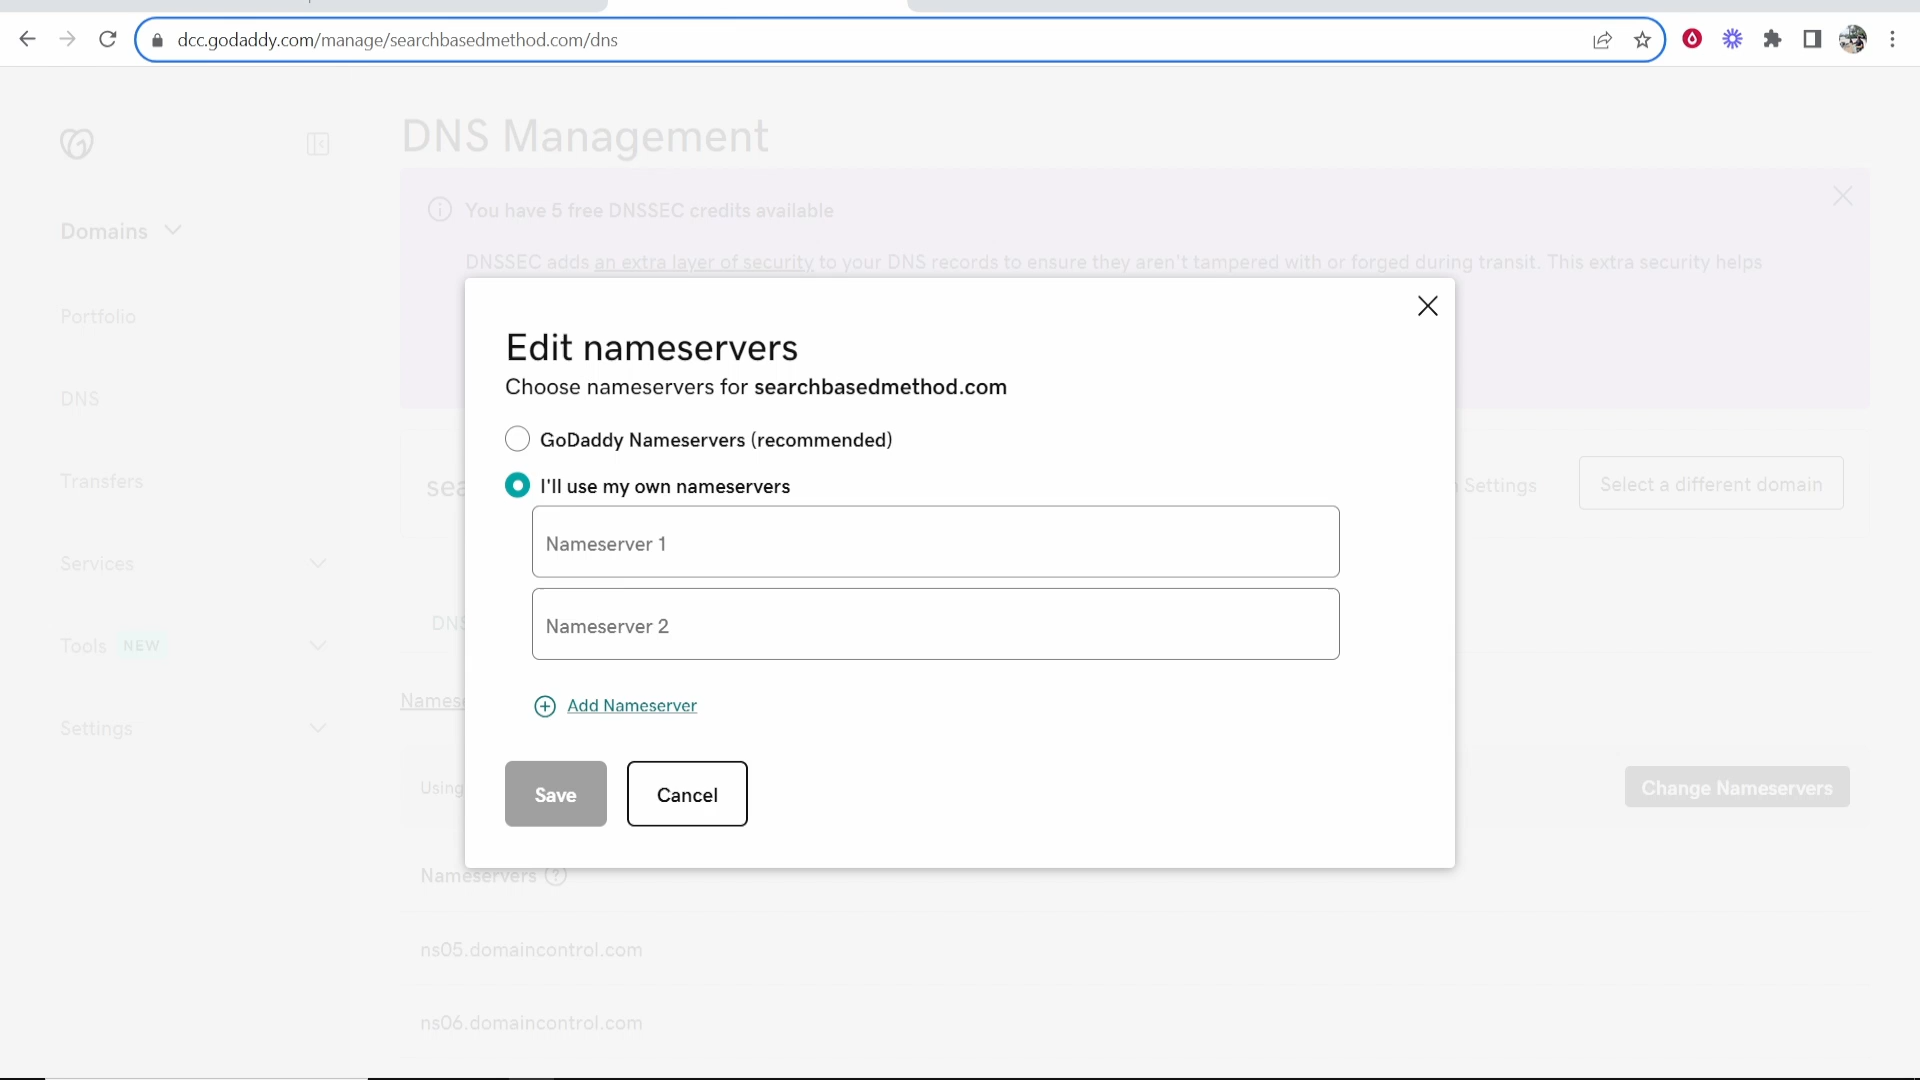 dcc.godaddy.com/manage/searchbasedmethod.com/dns
DNS Management
You have 5 free DNSSEC credits available
DNSSEC adds an extra layer of security to your DNS records to ensure they aren't tampered with or forged during transit. This extra security helps
Domains
Portfolio
DNS
Transfers
Services
Tools NEW
Settings
Edit nameservers
Choose nameservers for searchbasedmethod.com
GoDaddy Nameservers (recommended)
I'll use my own nameservers
Nameserver 1
Nameserver 2
Add Nameserver
Save Cancel
Settings
Select a different domain
Using
Change Nameservers
Nameservers
ns05.domaincontrol.com
ns06.domaincontrol.com